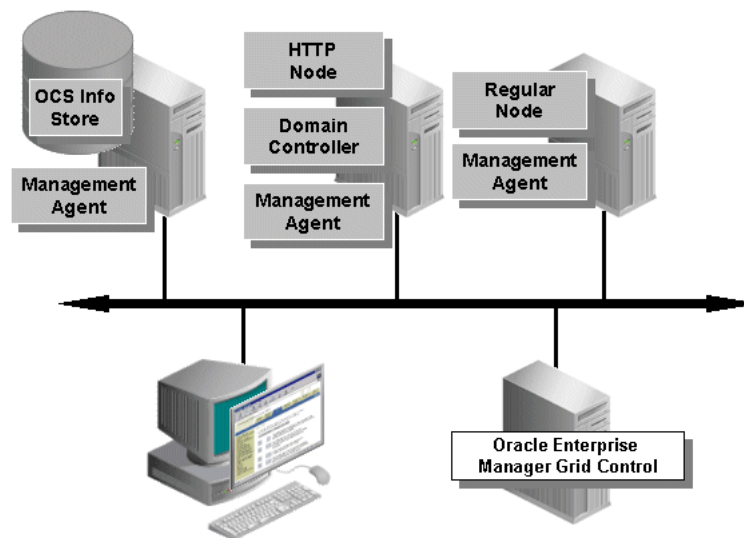 OCS Info
Store
Management
Agent
HTTP
Node
Domain
Controller
Management
Agent
Regular
Node
Management
Agent
Oracle Enterprise
Manager Grid Control